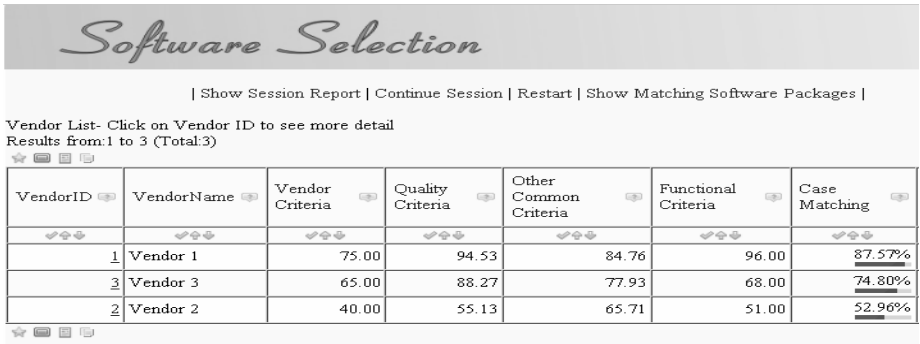 Software Selection
| Show Session Report | Continue Session | Restart | Show Matching Software Packages |
Vendor List- Click on Vendor ID to see more detail
Results from:1 to 3 (Total:3)
VendorID VendorName Vendor Criteria Quality Criteria Other Common Criteria Functional Criteria Case Matching
1 Vendor 1 75.00 94.53 84.76 96.00 87.57%
3 Vendor 3 65.00 88.27 77.93 68.00 74.80%
2 Vendor 2 40.00 55.13 65.71 51.00 52.96%